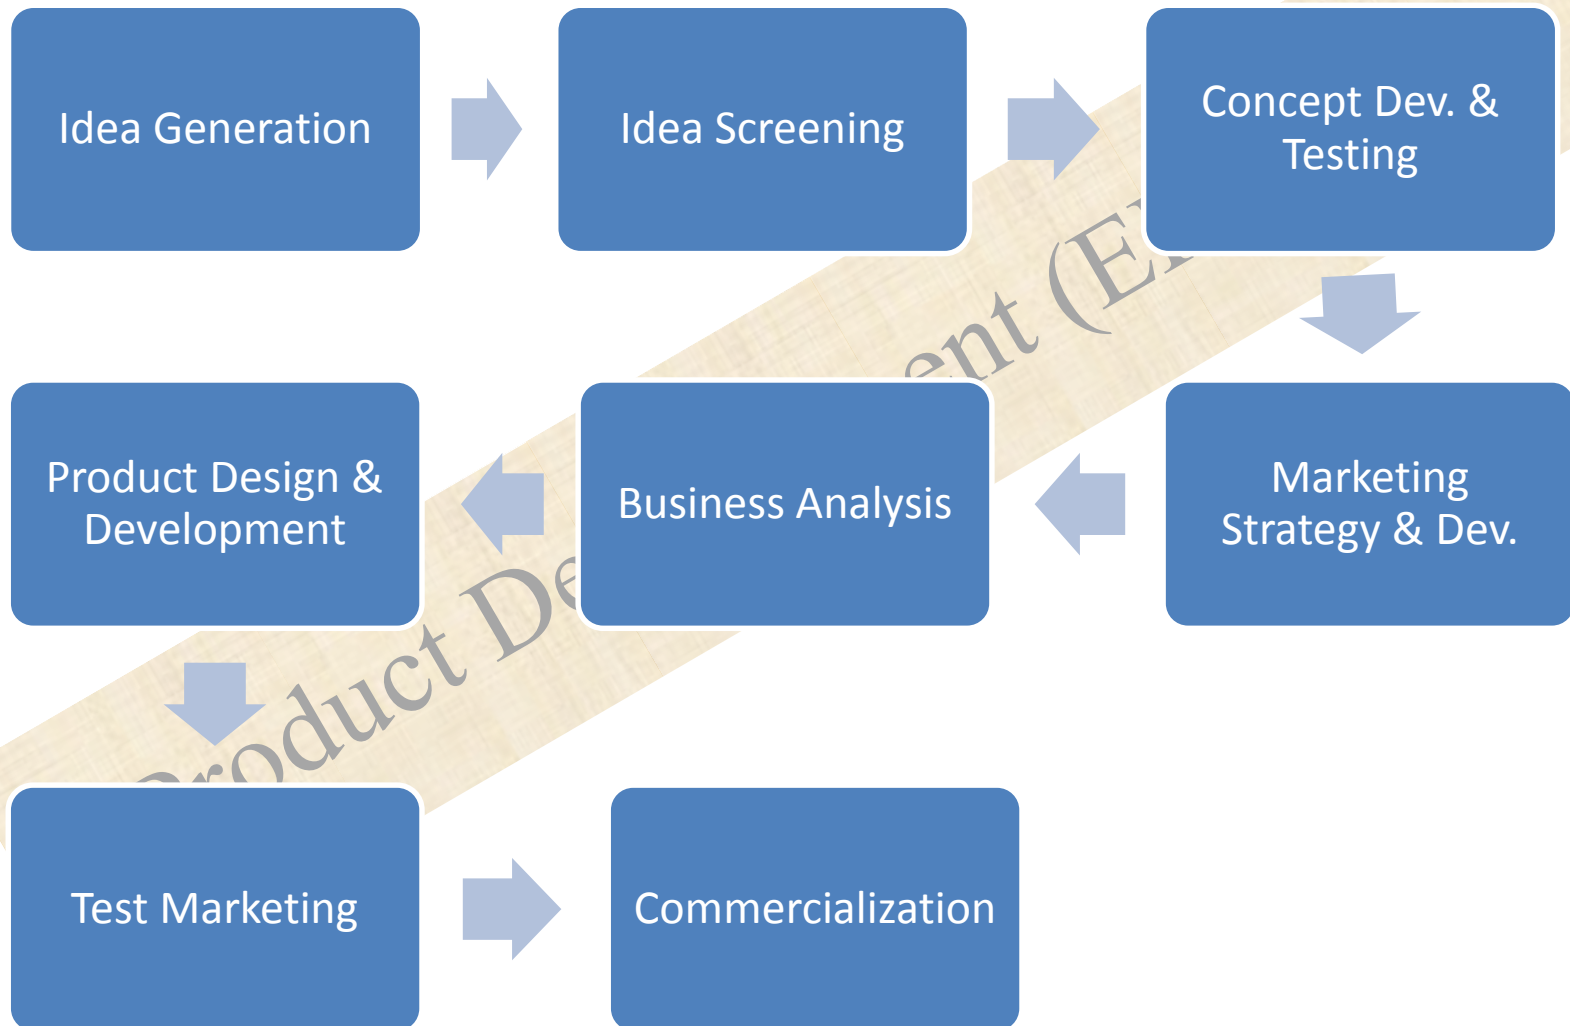 Idea Generation
Idea Screening
Concept Dev. &
Testing
Product Design &
Development
Business Analysis
Marketing
Strategy & Dev.
Test Marketing
Commercialization